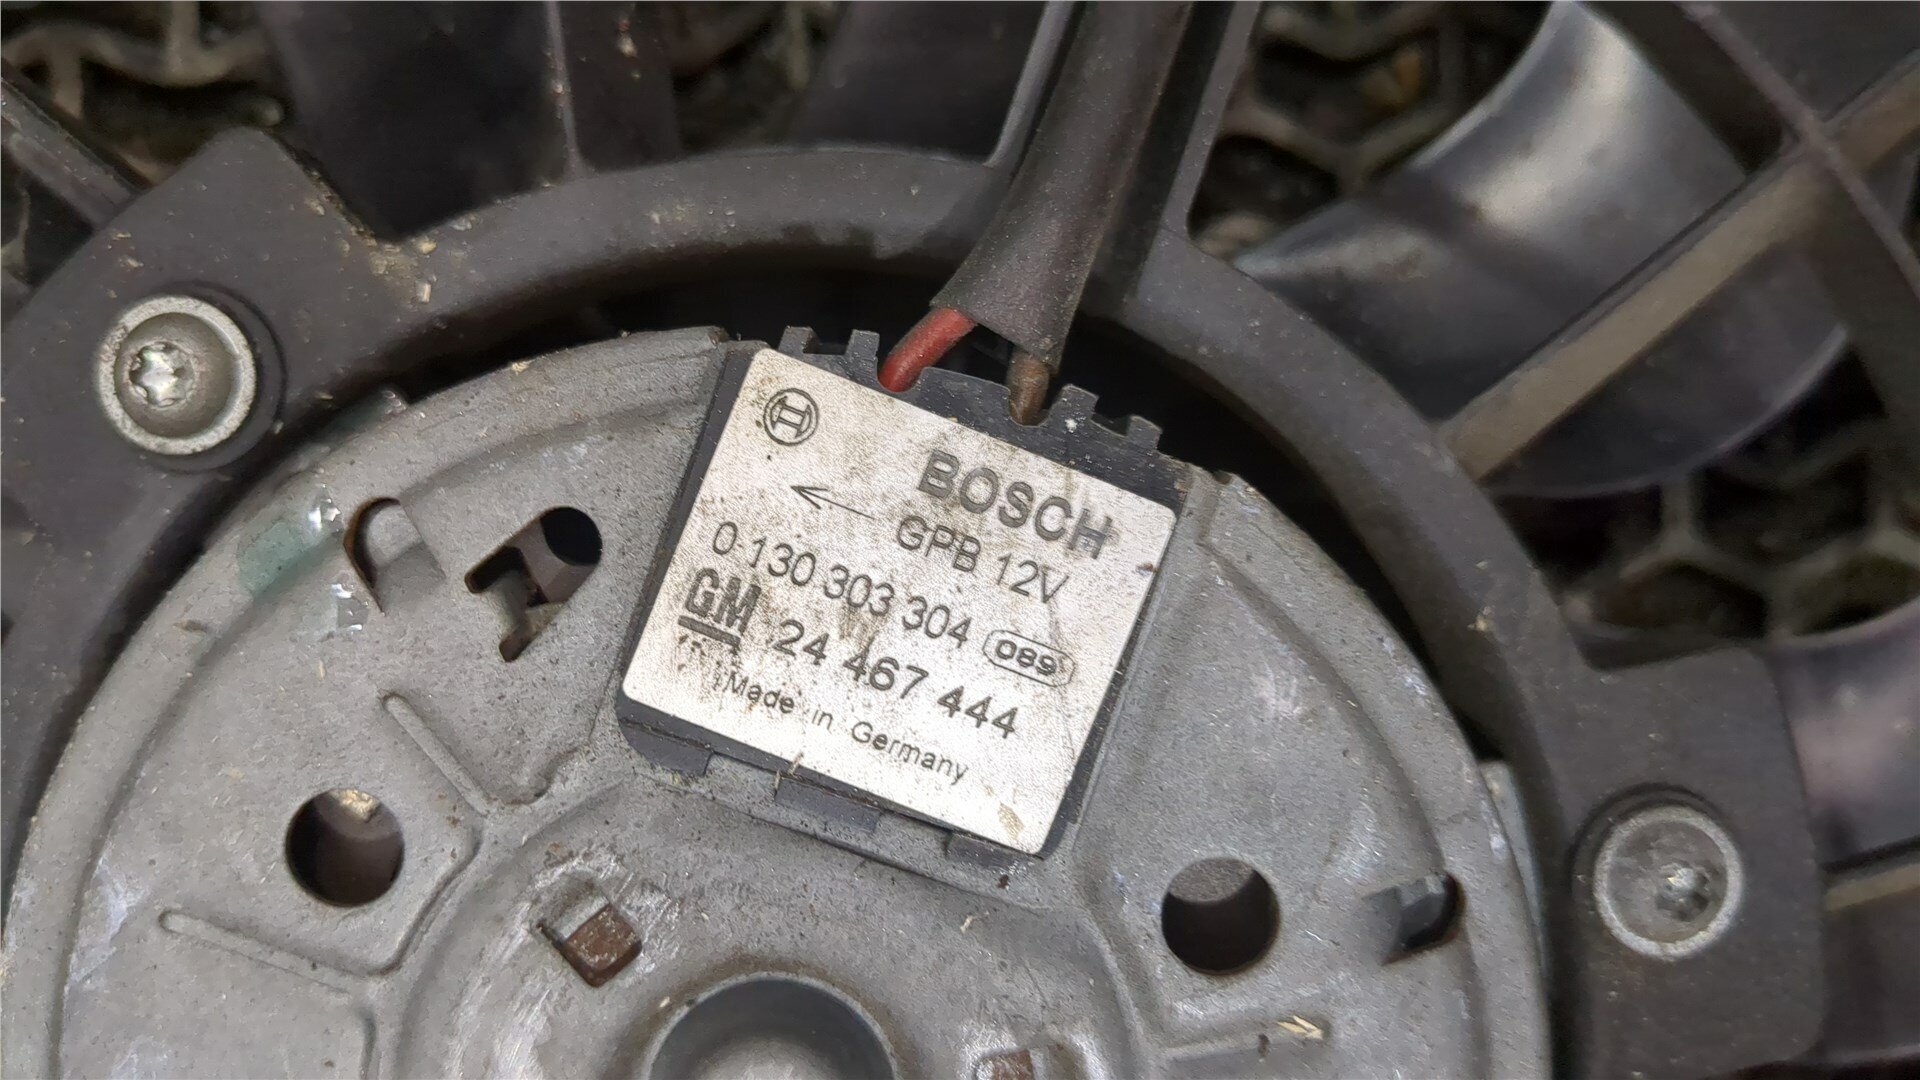 BOSCH
GPB 12V
0 130 303 304 089
GM 24 467 444
Made in Germany